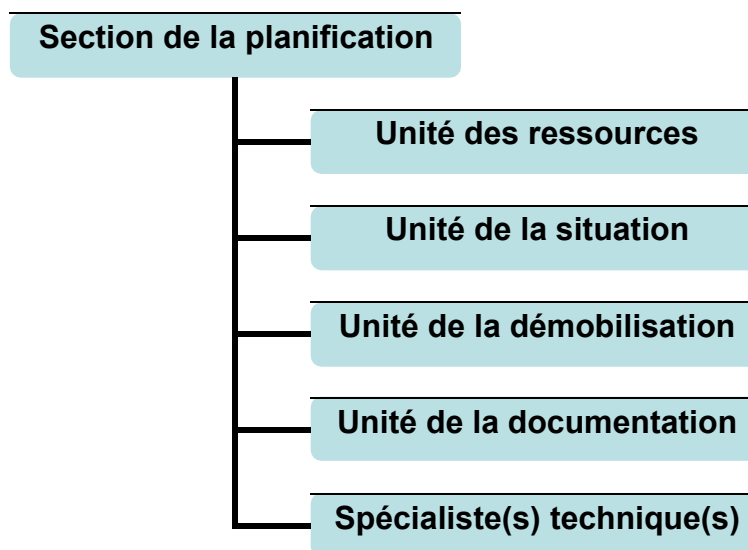 Section de la planification
Unité des ressources
Unité de la situation
Unité de la démobilisation
Unité de la documentation
Spécialiste(s) technique(s)